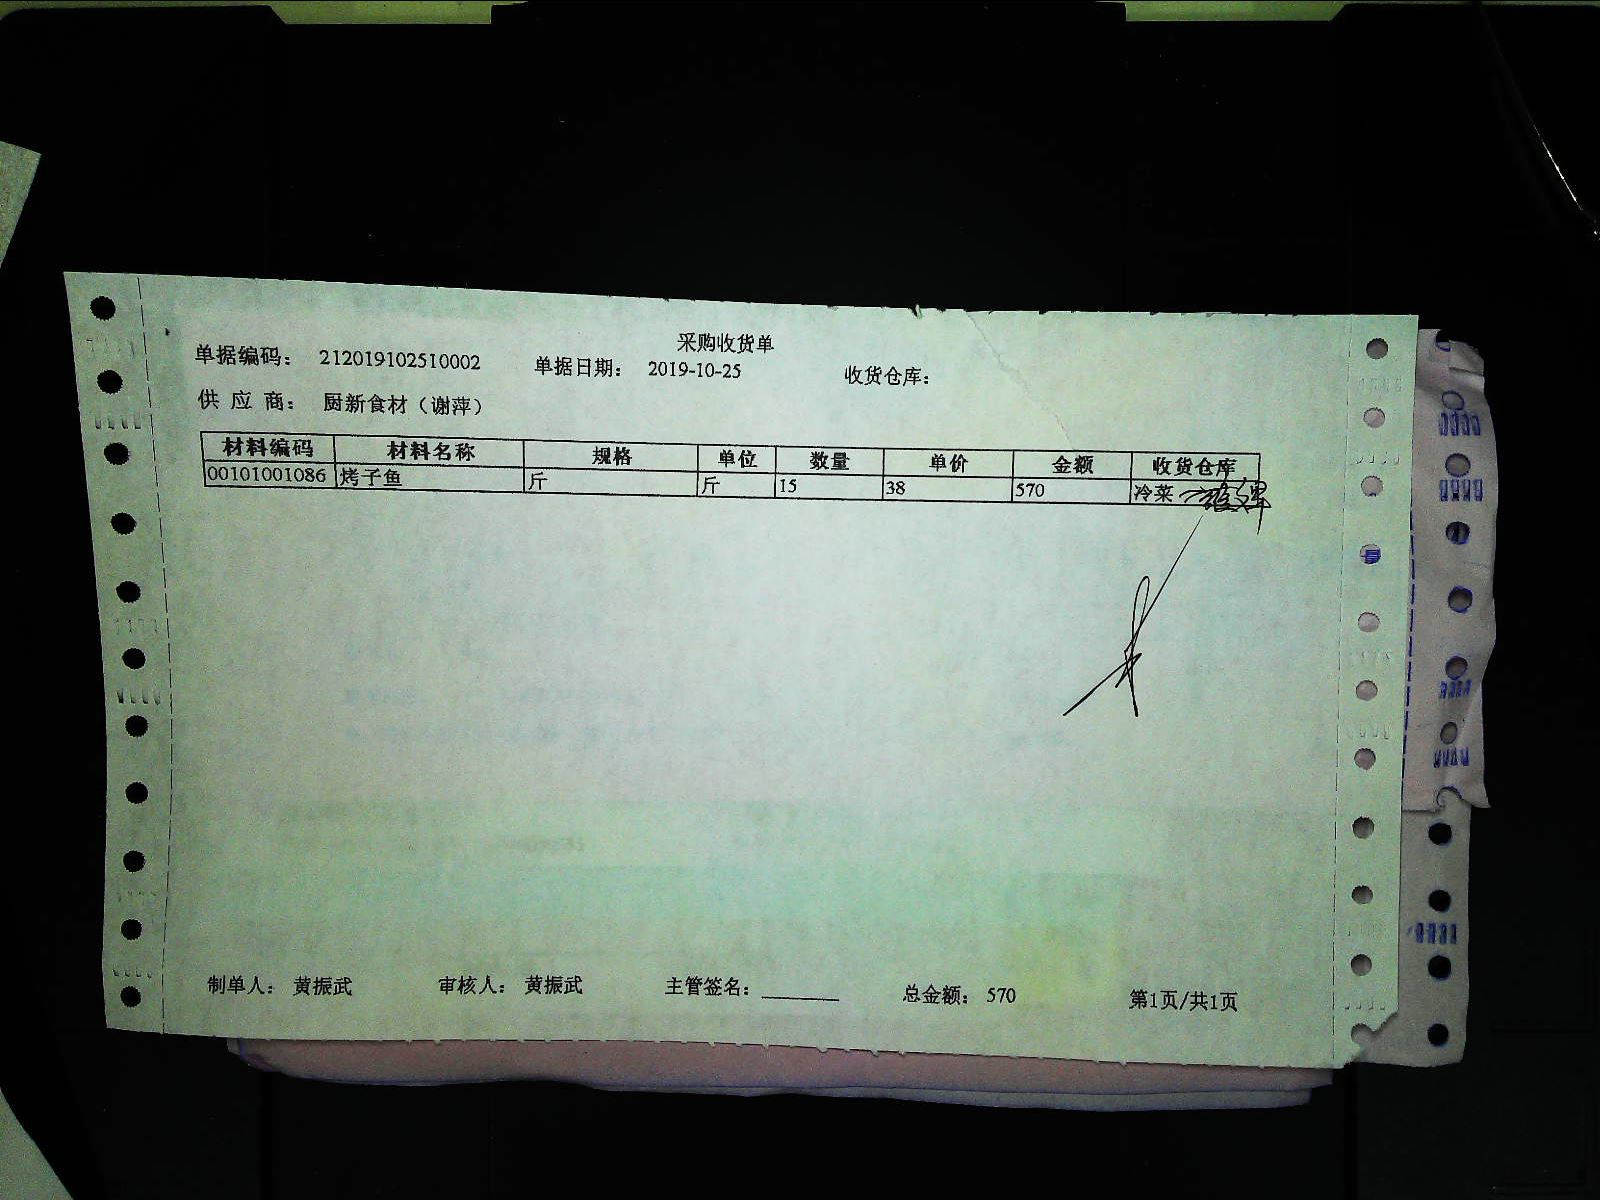 采购收货单
单据编码： 212019102510002 单据日期： 2019-10-25 收货仓库：
供 应 商： 厨新食材（谢萍）
材料编码 材料名称 规格 单位 数量 单价 金额 收货仓库
00101001086 烤子鱼 斤 斤 15 38 570 冷菜
制单人： 黄振武 审核人： 黄振武 主管签名：________ 总金额： 570 第1页/共1页